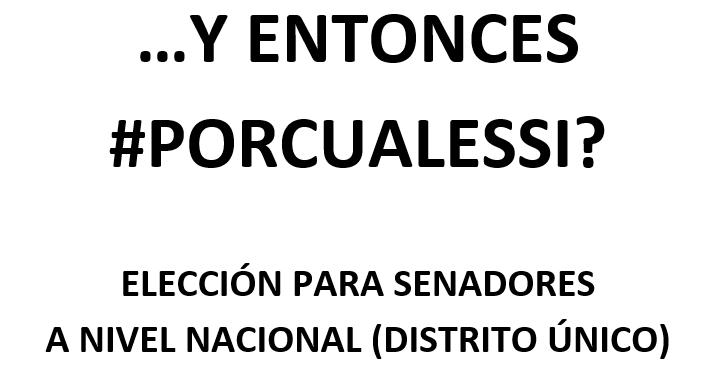 …Y ENTONCES
#PORCUALESSI?
ELECCIÓN PARA SENADORES
A NIVEL NACIONAL (DISTRITO ÚNICO)